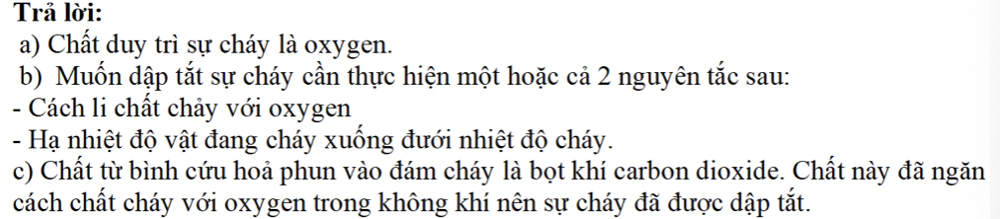 Trả lời:
a) Chất duy trì sự cháy là oxygen.
b) Muốn dập tắt sự cháy cần thực hiện một hoặc cả 2 nguyên tắc sau:
- Cách li chất chảy với oxygen
- Hạ nhiệt độ vật đang cháy xuống đưới nhiệt độ cháy.
c) Chất từ bình cứu hoả phun vào đám cháy là bọt khí carbon dioxide. Chất này đã ngăn
cách chất cháy với oxygen trong không khí nên sự cháy đã được dập tắt.